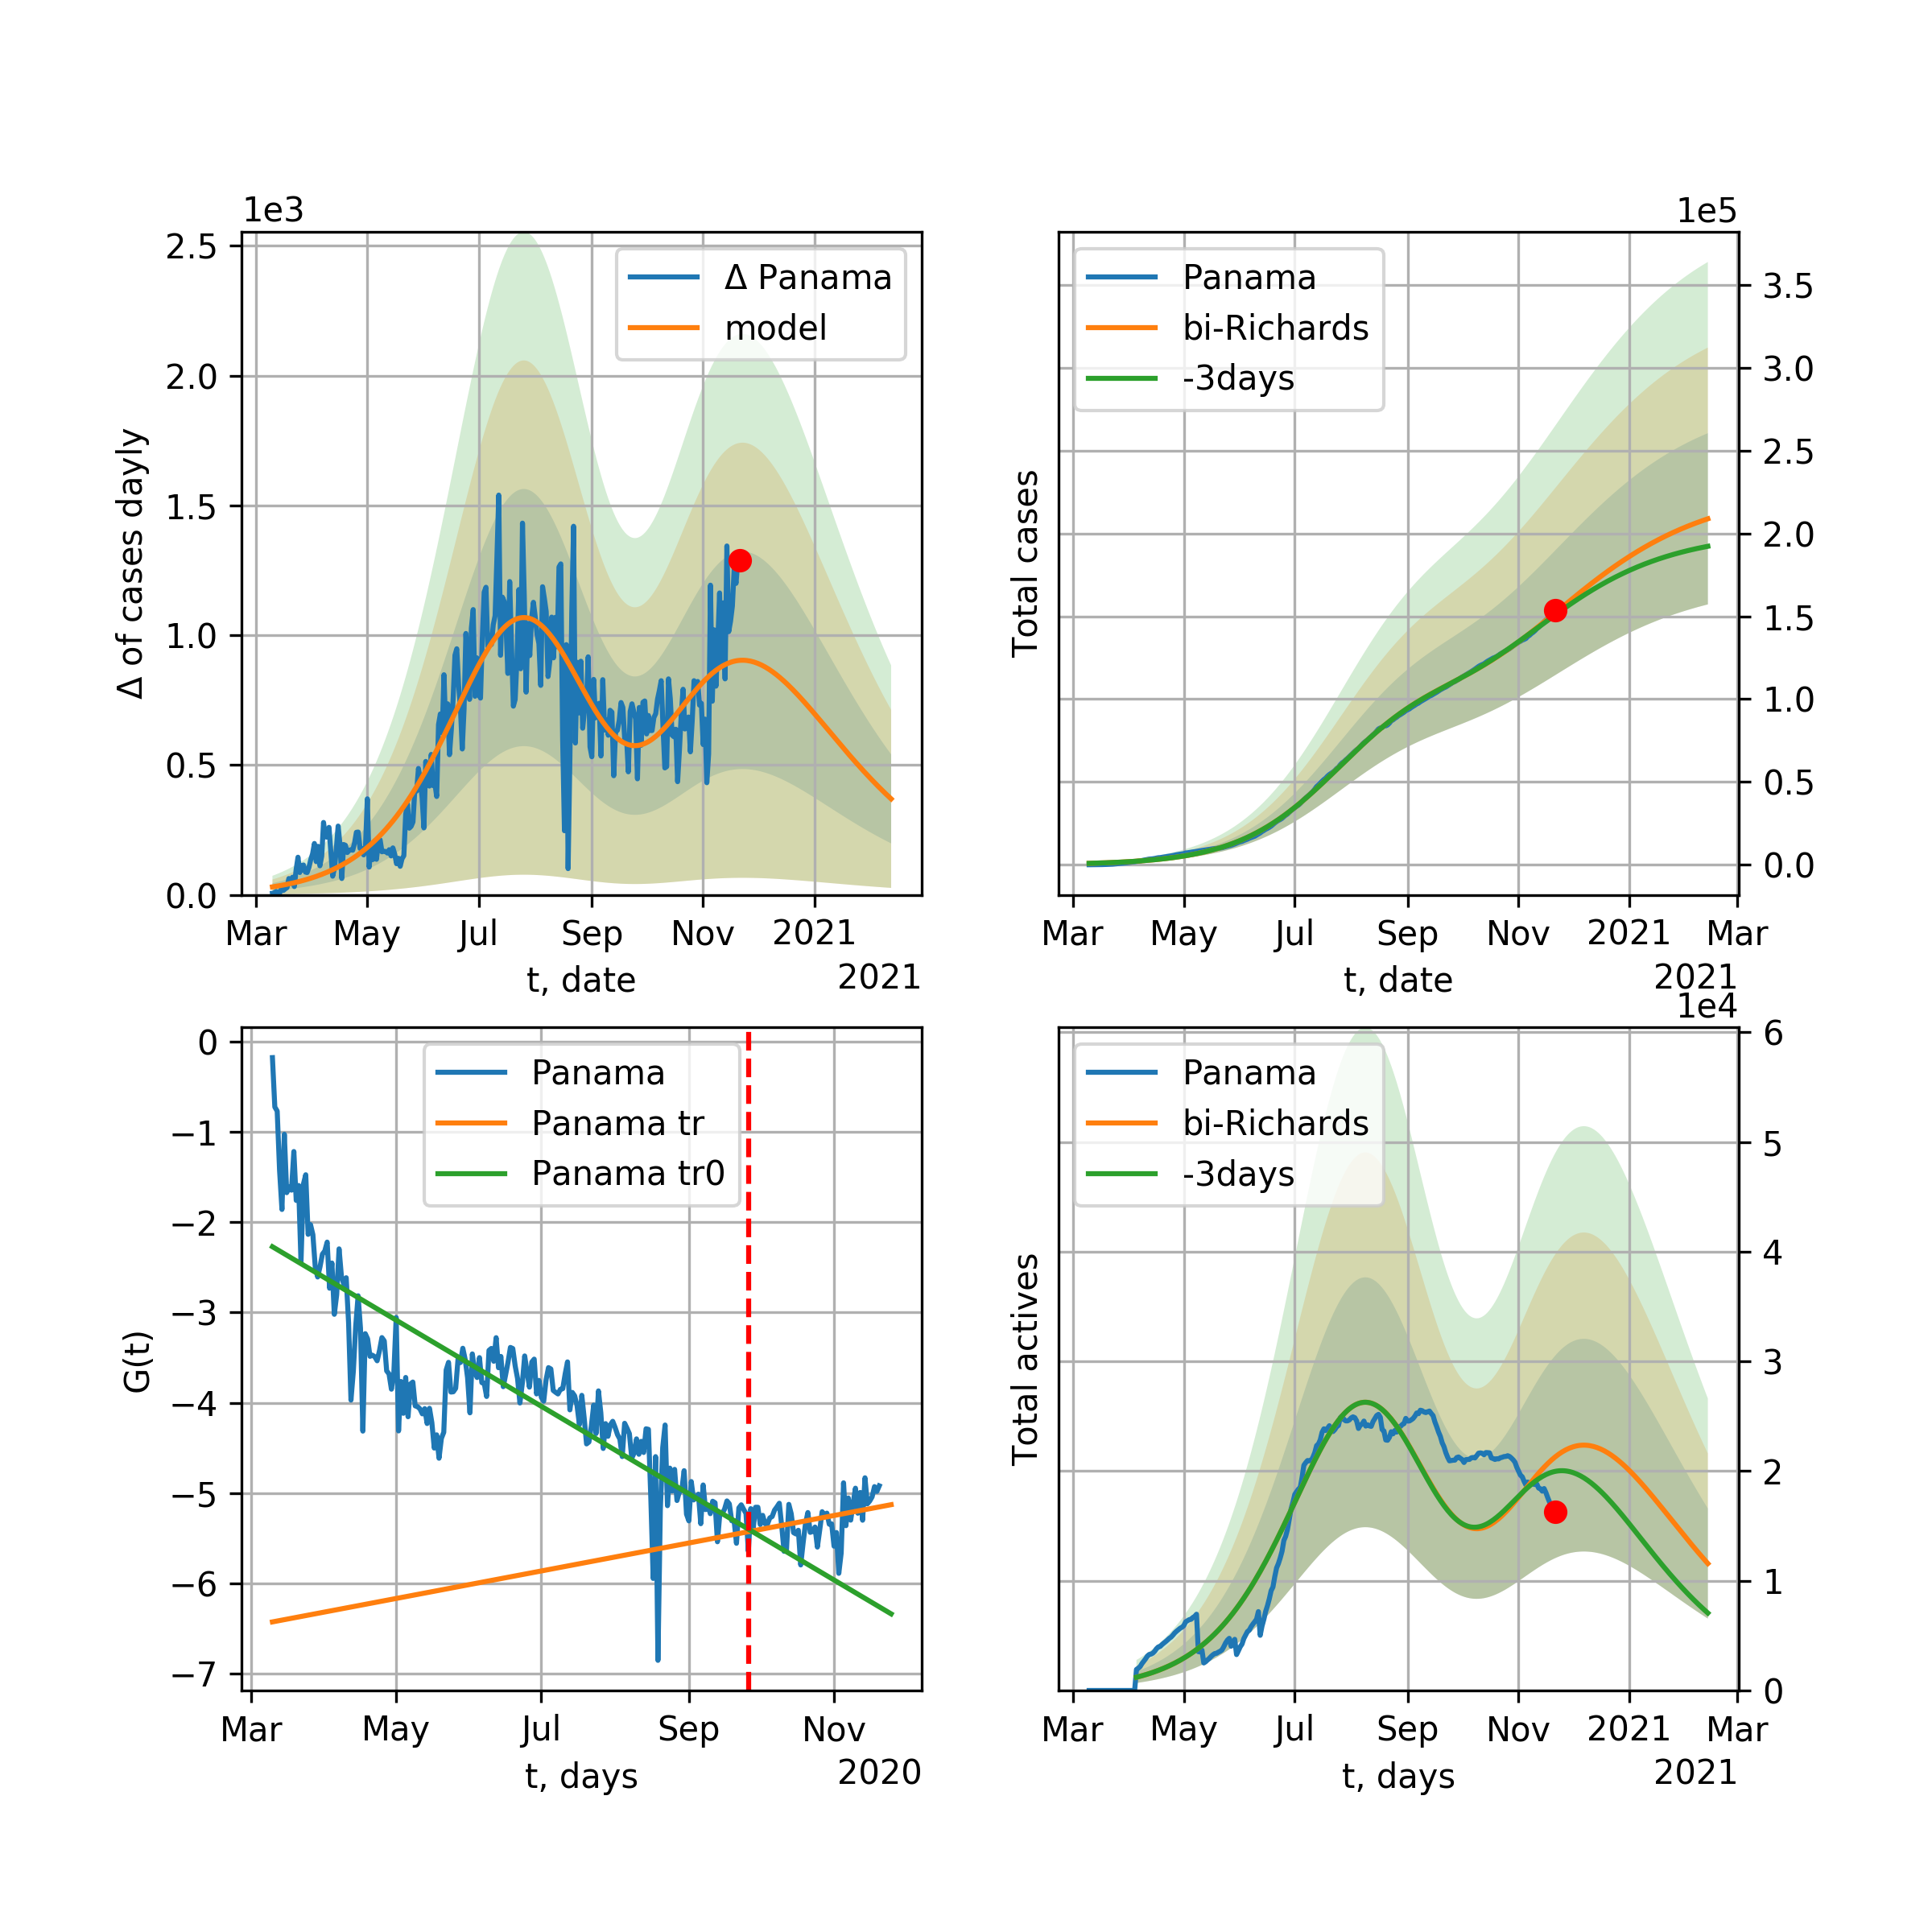 1e3
Δ of cases dayly
2.5
2.0
1.5
1.0
0.5
0.0
Δ Panama
model
Mar May Jul Sep Nov 2021
t, date
2021
1e5
Total cases
Panama
bi-Richards
-3days
3.5
3.0
2.5
2.0
1.5
1.0
0.5
0.0
Mar May Jul Sep Nov 2021 Mar
t, date
2021
G(t)
0
−1
−2
−3
−4
−5
−6
−7
Panama
Panama tr
Panama tr0
Mar May Jul Sep Nov
t, days
2020
1e4
Total actives
Panama
bi-Richards
-3days
6
5
4
3
2
1
0
Mar May Jul Sep Nov 2021 Mar
t, days
2021